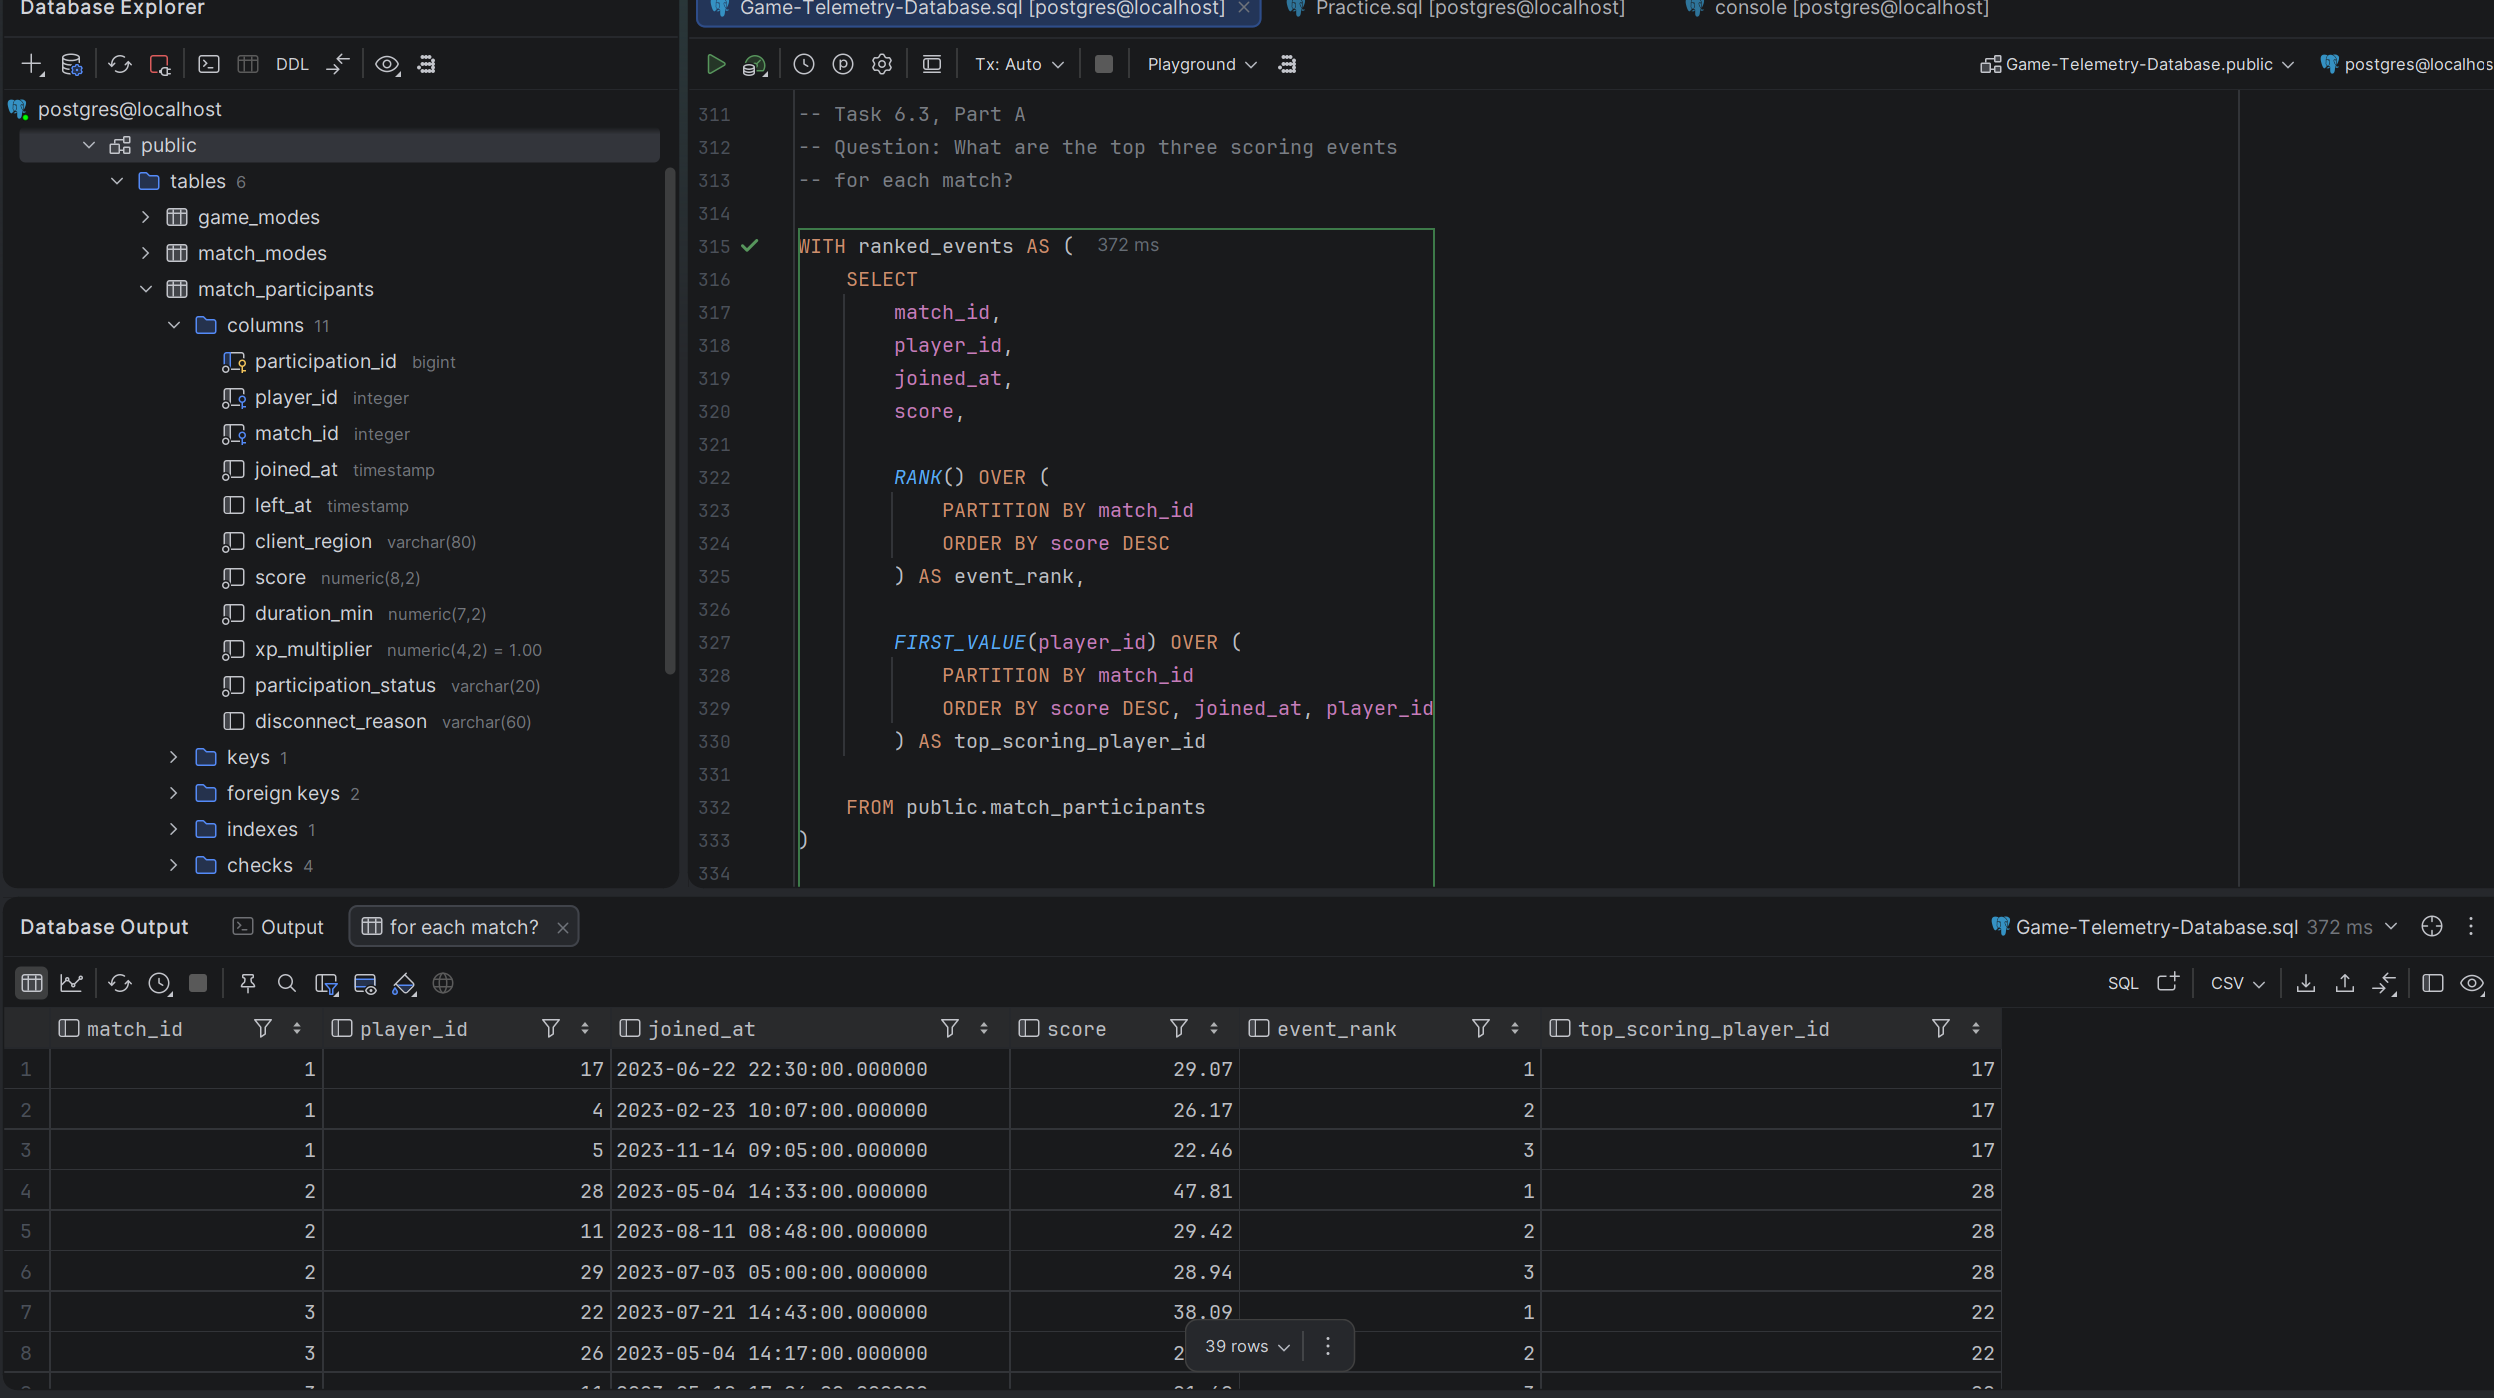 Database Explorer
DDL
postgres@localhost
public
tables 6
game_modes
match_modes
match_participants
columns 11
participation_id bigint
player_id integer
match_id integer
joined_at timestamp
left_at timestamp
client_region varchar(80)
score numeric(8,2)
duration_min numeric(7,2)
xp_multiplier numeric(4,2) = 1.00
participation_status varchar(20)
disconnect_reason varchar(60)
keys 1
foreign keys 2
indexes 1
checks 4
Game-Telemetry-Database.sql [postgres@localhost]
Practice.sql [postgres@localhost]
console [postgres@localhost]
Tx: Auto
Playground
Game-Telemetry-Database.public
postgres@localhos
311 -- Task 6.3, Part A
312 -- Question: What are the top three scoring events
313 -- for each match?
314
315 WITH ranked_events AS ( 372 ms
316 SELECT
317 match_id,
318 player_id,
319 joined_at,
320 score,
321
322 RANK() OVER (
323 PARTITION BY match_id
324 ORDER BY score DESC
325 ) AS event_rank,
326
327 FIRST_VALUE(player_id) OVER (
328 PARTITION BY match_id
329 ORDER BY score DESC, joined_at, player_id
330 ) AS top_scoring_player_id
331
332 FROM public.match_participants
333 )
334
Database Output
Output
for each match?
Game-Telemetry-Database.sql 372 ms
SQL
CSV
match_id player_id joined_at score event_rank top_scoring_player_id
1 1 17 2023-06-22 22:30:00.000000 29.07 1 17
2 1 4 2023-02-23 10:07:00.000000 26.17 2 17
3 1 5 2023-11-14 09:05:00.000000 22.46 3 17
4 2 28 2023-05-04 14:33:00.000000 47.81 1 28
5 2 11 2023-08-11 08:48:00.000000 29.42 2 28
6 2 29 2023-07-03 05:00:00.000000 28.94 3 28
7 3 22 2023-07-21 14:43:00.000000 38.09 1 22
8 3 26 2023-05-04 14:17:00.000000 2 22
39 rows